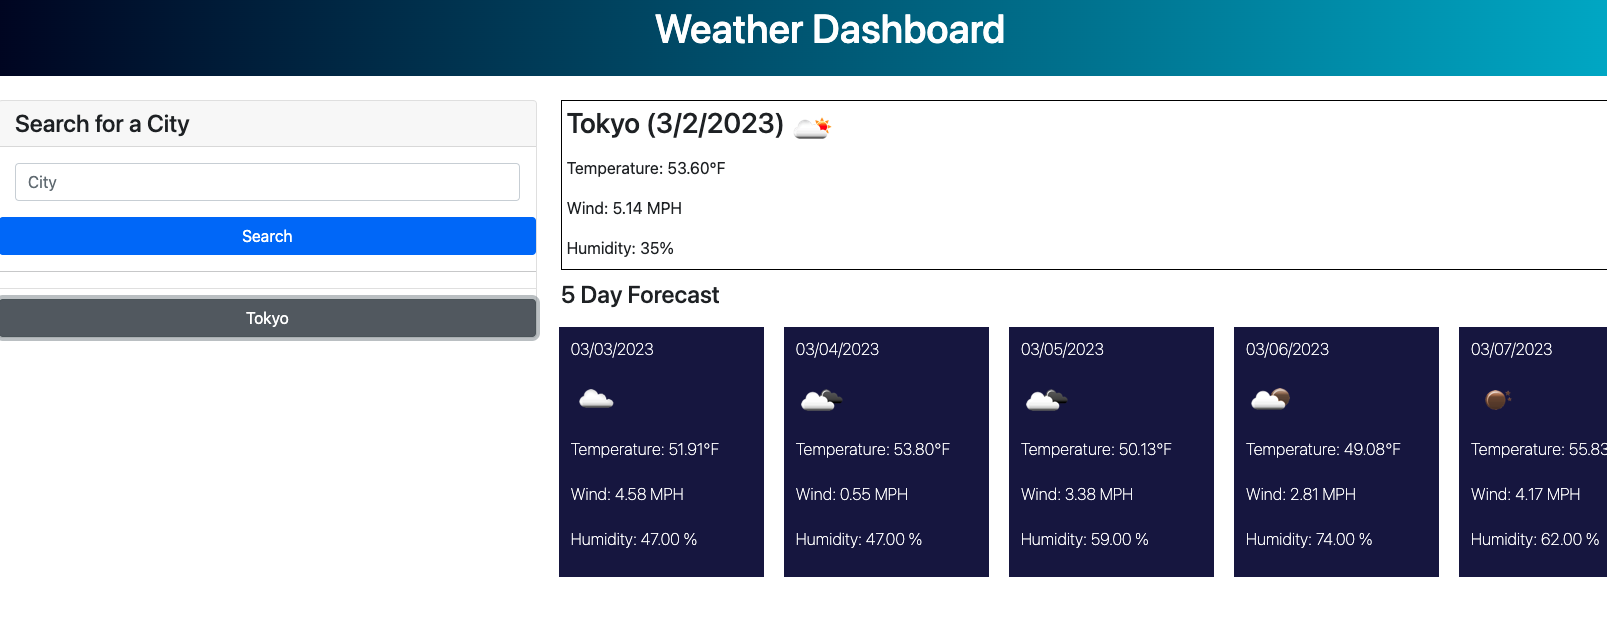 Weather Dashboard
Search for a City
City
Search
Tokyo
Tokyo (3/2/2023)
Temperature: 53.60°F
Wind: 5.14 MPH
Humidity: 35%
5 Day Forecast
03/03/2023
Temperature: 51.91°F
Wind: 4.58 MPH
Humidity: 47.00 %
03/04/2023
Temperature: 53.80°F
Wind: 0.55 MPH
Humidity: 47.00 %
03/05/2023
Temperature: 50.13°F
Wind: 3.38 MPH
Humidity: 59.00 %
03/06/2023
Temperature: 49.08°F
Wind: 2.81 MPH
Humidity: 74.00 %
03/07/2023
Temperature: 55.83
Wind: 4.17 MPH
Humidity: 62.00 %